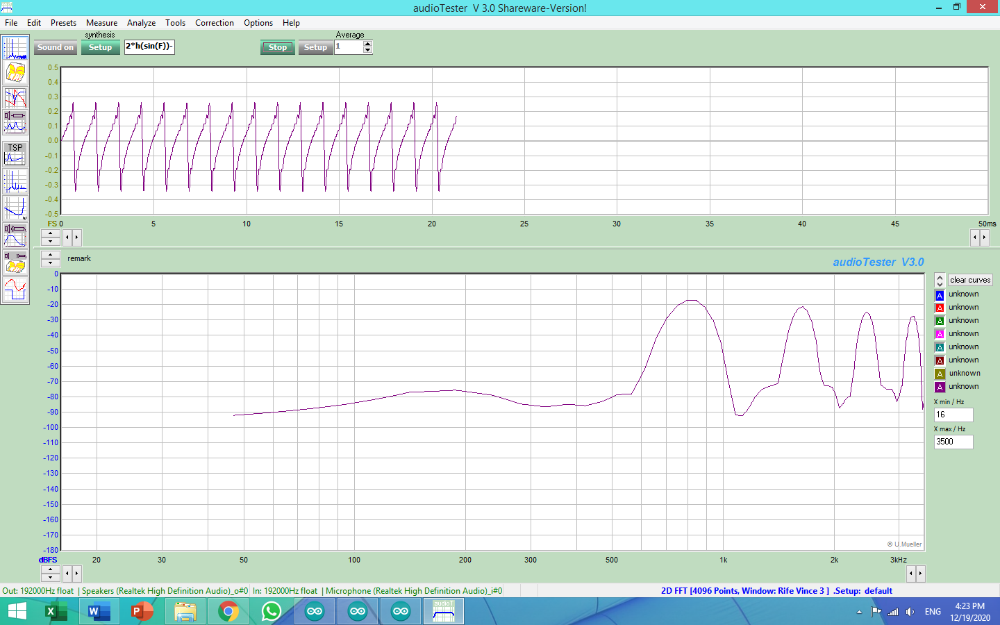 audioTester V 3.0 Shareware-Version!
File Edit Presets Measure Analyze Tools Correction Options Help
synthesis
Average
Sound on Setup 2*h(sin(F))- Stop Setup 1
0.5
0.4
0.3
0.2
0.1
0.0
-0.1
-0.2
-0.3
-0.4
-0.5
TSP
FS 0 5 10 15 20 25 30 35 40 45 50ms
remark
audioTester V3.0
0
-10
-20
-30
-40
-50
-60
-70
-80
-90
-100
-110
-120
-130
-140
-150
-160
-170
-180
clear curves
A unknown
A unknown
A unknown
A unknown
A unknown
A unknown
A unknown
A unknown
X min / Hz
16
X max / Hz
3500
© U.Mueller
dBFS 20 30 50 100 200 300 500 1k 2k 3kHz
Out: 192000Hz float | Speakers (Realtek High Definition Audio)_o#0 In: 192000Hz float | Microphone (Realtek High Definition Audio)_i#0 2D FFT [4096 Points, Window: Rife Vince 3 ] .Setup: default
audioT
ENG
4:23 PM
12/19/2020